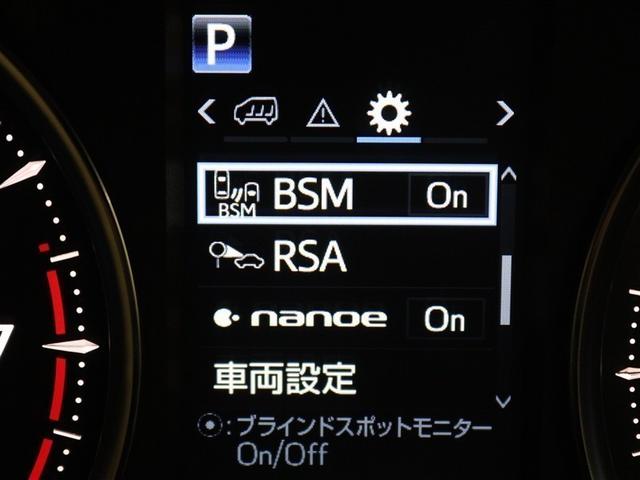 P
BSM BSM On
RSA
nanoe On
車両設定
:ブラインドスポットモニター
On/Off